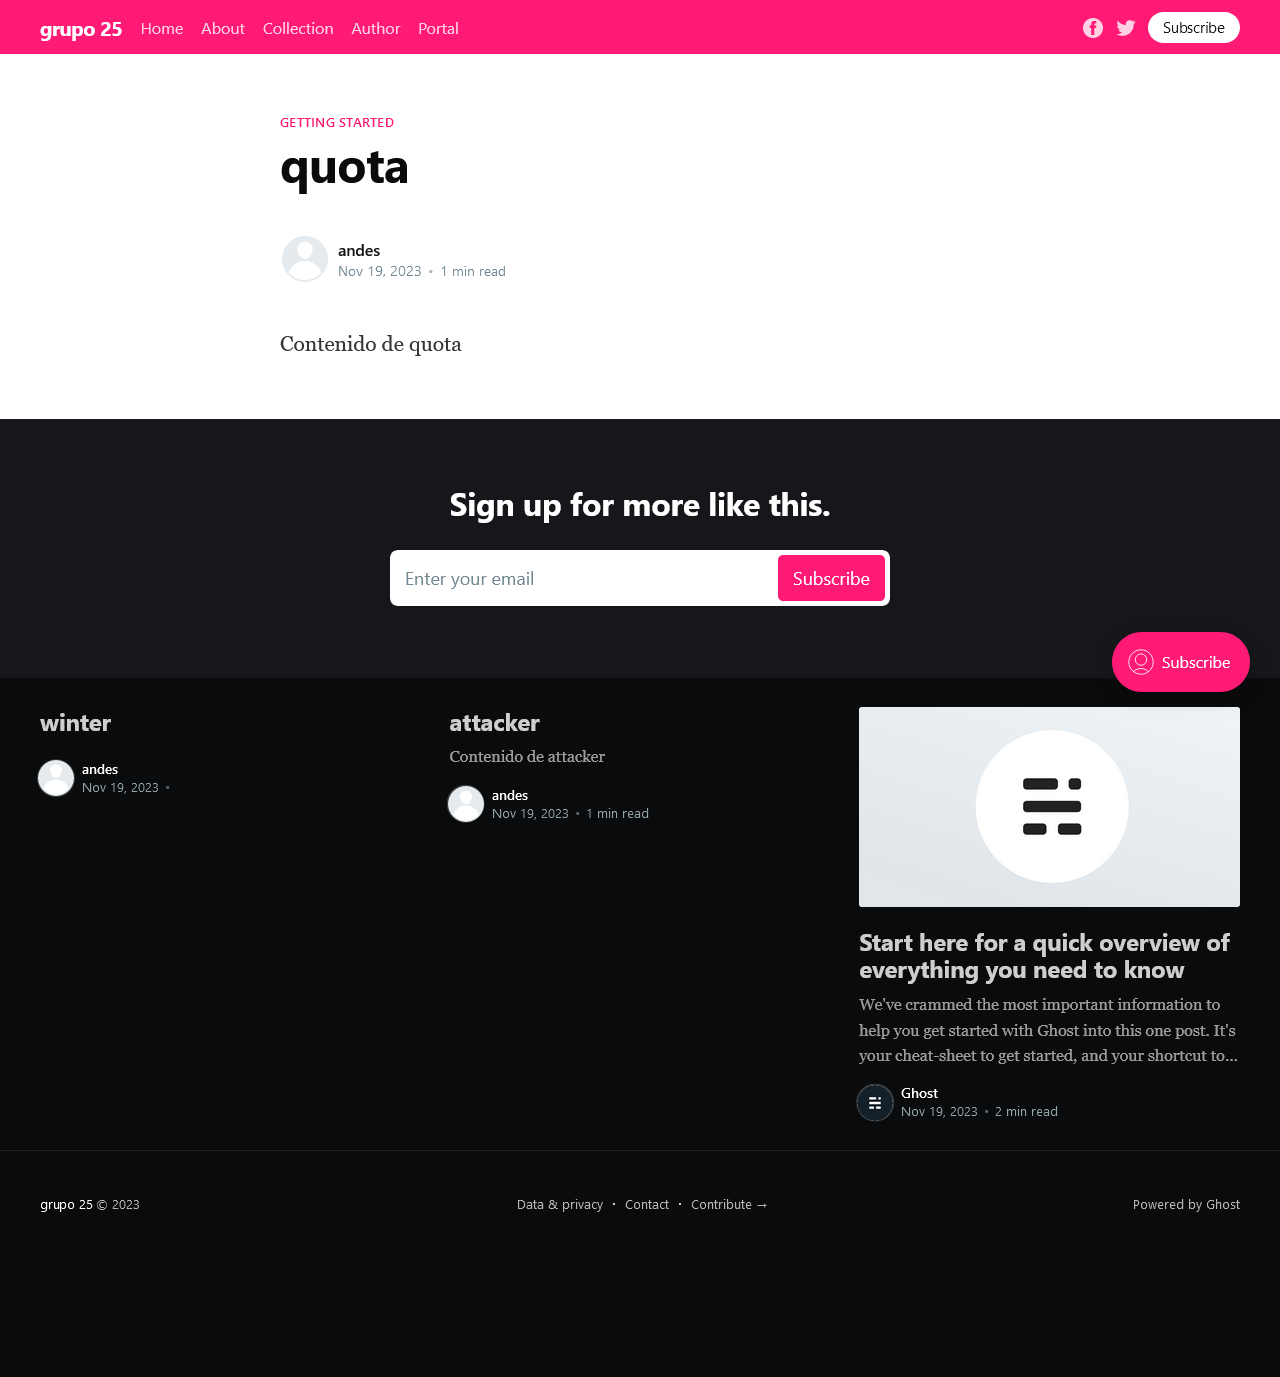 grupo 25 Home About Collection Author Portal Subscribe
GETTING STARTED
quota
andes
Nov 19, 2023 • 1 min read
Contenido de quota
Sign up for more like this.
Enter your email Subscribe
Subscribe
winter
andes
Nov 19, 2023 •
attacker
Contenido de attacker
andes
Nov 19, 2023 • 1 min read
Start here for a quick overview of
everything you need to know
We've crammed the most important information to
help you get started with Ghost into this one post. It's
your cheat-sheet to get started, and your shortcut to…
Ghost
Nov 19, 2023 • 2 min read
grupo 25 © 2023 Data & privacy • Contact • Contribute → Powered by Ghost